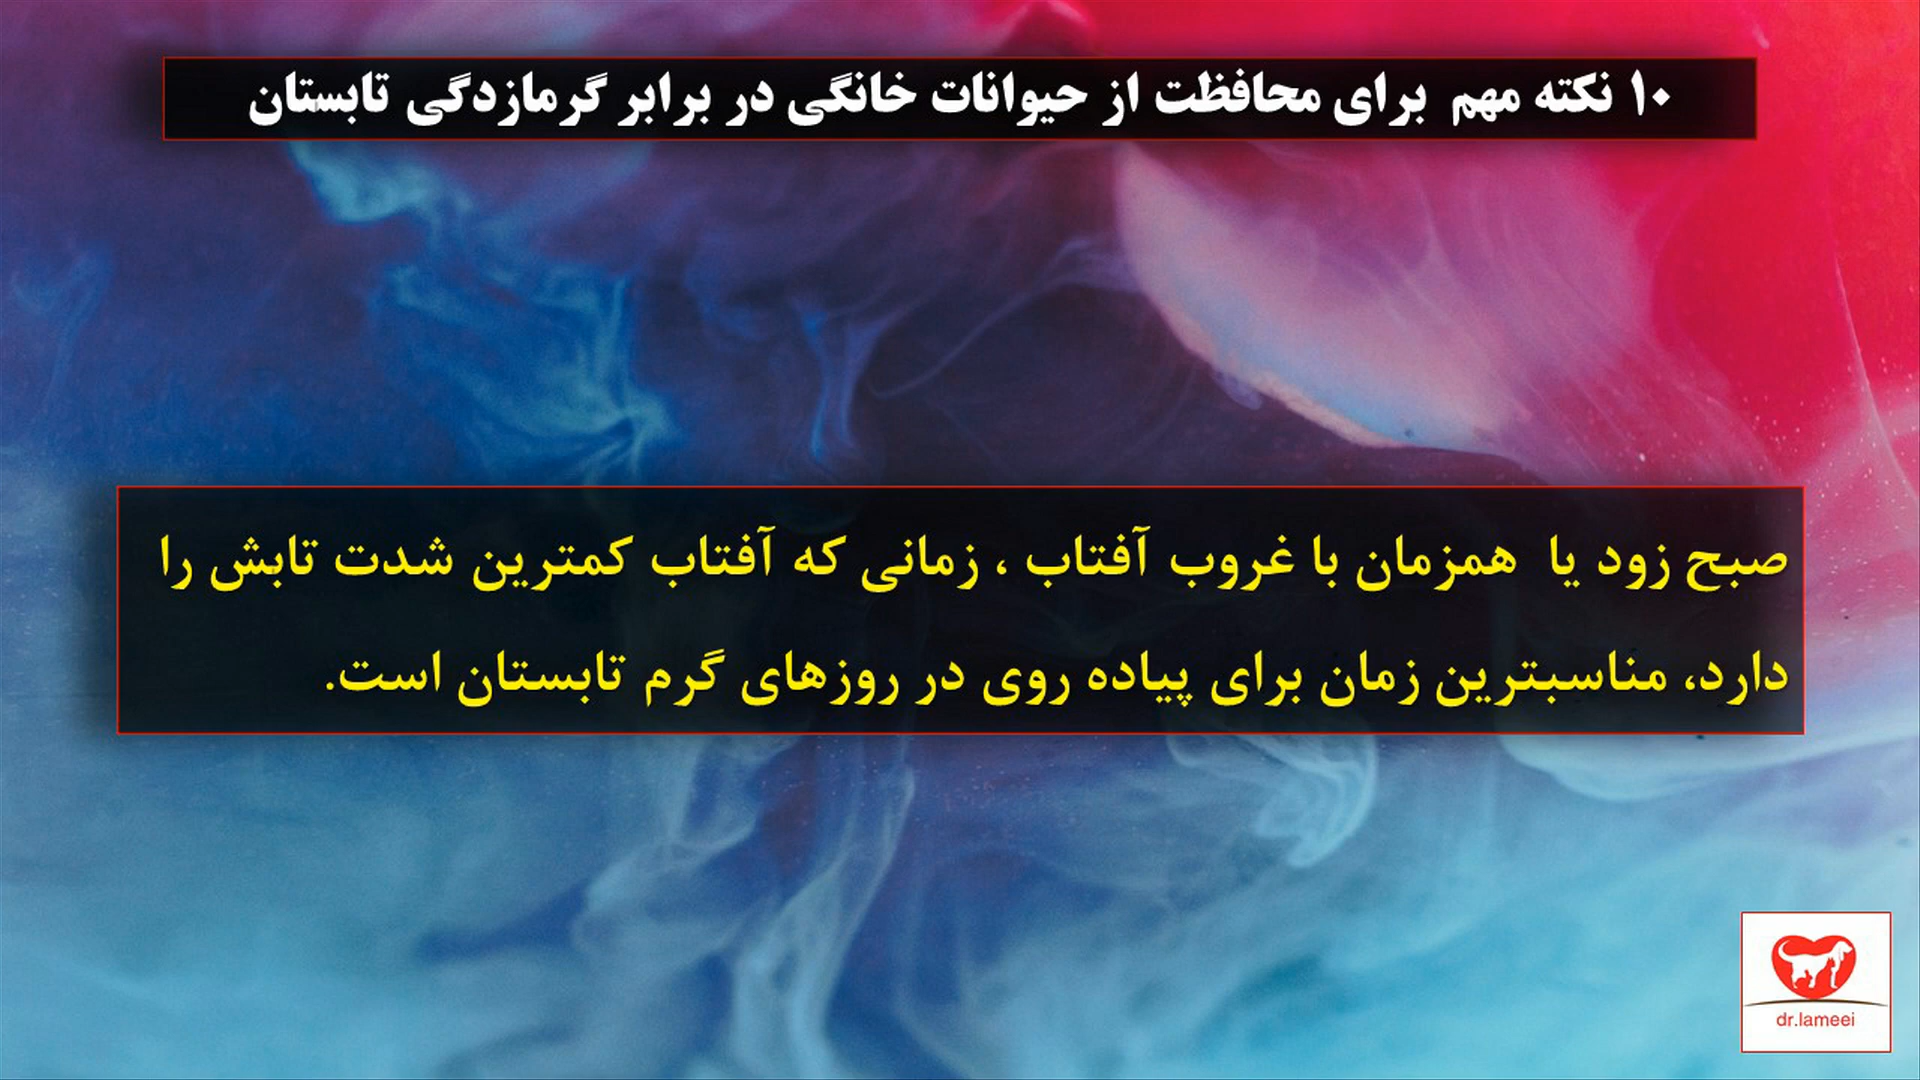 ۱۰ نکته مهم برای محافظت از حیوانات خانگی در برابر گرمازدگی تابستان
صبح زود یا همزمان با غروب آفتاب ، زمانی که آفتاب کمترین شدت تابش را
دارد، مناسبترین زمان برای پیاده روی در روزهای گرم تابستان است.
dr.lameei